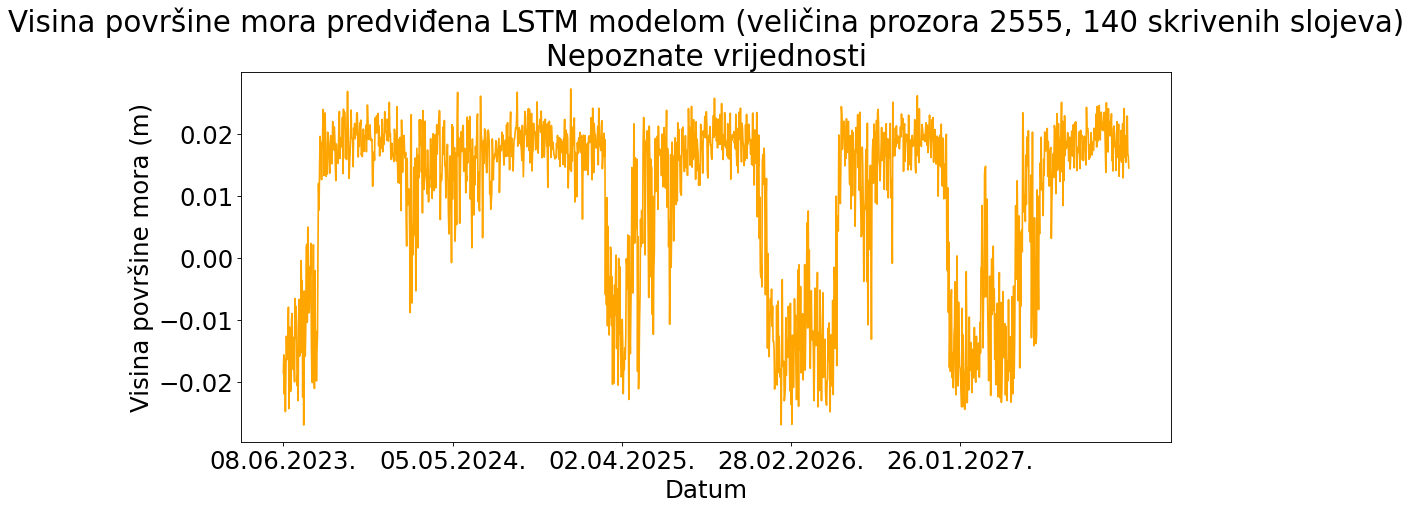 Visina površine mora predviđena LSTM modelom (veličina prozora 2555, 140 skrivenih slojeva)
Nepoznate vrijednosti
Visina površine mora (m)
0.02
0.01
0.00
−0.01
−0.02
08.06.2023. 05.05.2024. 02.04.2025. 28.02.2026. 26.01.2027.
Datum